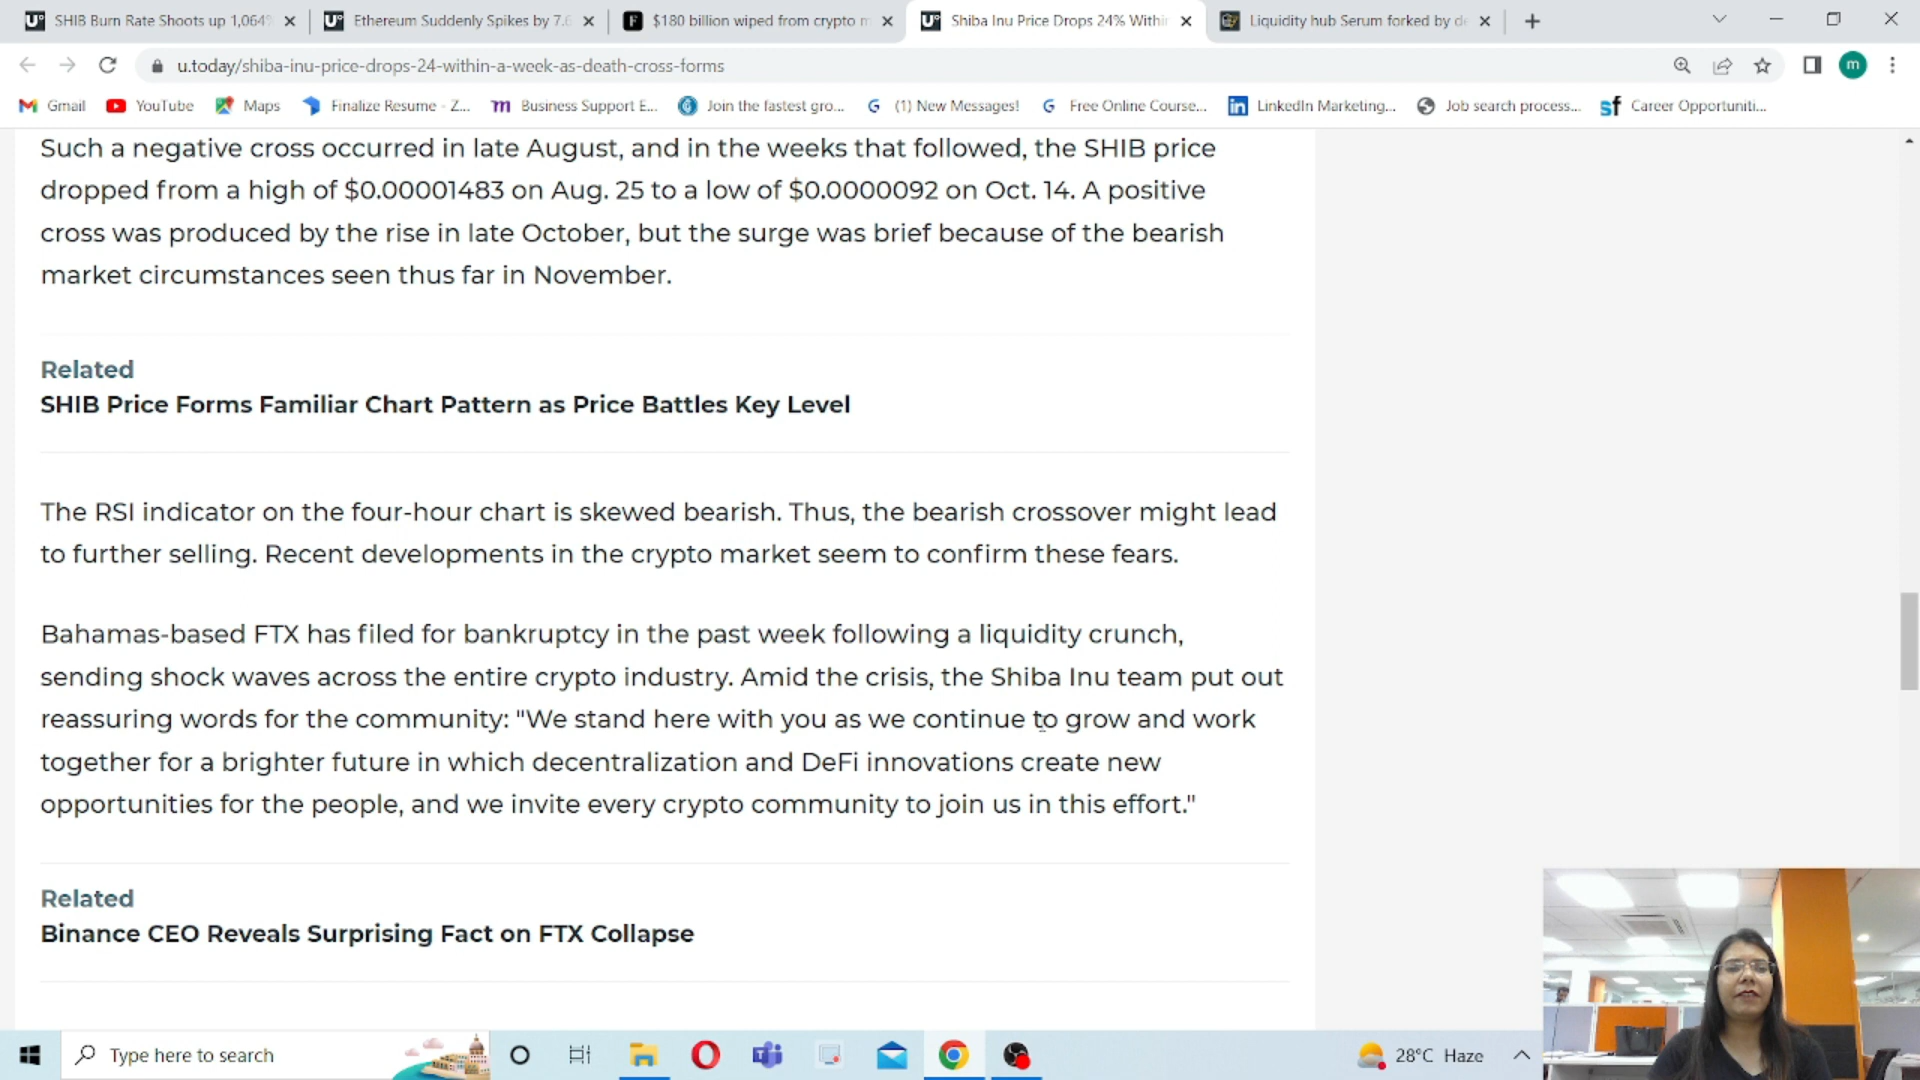 SHIB Burn Rate Shoots up 1,064%
Ethereum Suddenly Spikes by 7.6
$180 billion wiped from crypto m
Shiba Inu Price Drops 24% Within
Liquidity hub Serum forked by de
u.today/shiba-inu-price-drops-24-within-a-week-as-death-cross-forms
m
Gmail
YouTube
Maps
Finalize Resume - Z...
Business Support E...
Join the fastest gro...
(1) New Messages!
Free Online Course...
LinkedIn Marketing...
Job search process...
Career Opportuniti...
Such a negative cross occurred in late August, and in the weeks that followed, the SHIB price
dropped from a high of $0.00001483 on Aug. 25 to a low of $0.0000092 on Oct. 14. A positive
cross was produced by the rise in late October, but the surge was brief because of the bearish
market circumstances seen thus far in November.
Related
SHIB Price Forms Familiar Chart Pattern as Price Battles Key Level
The RSI indicator on the four-hour chart is skewed bearish. Thus, the bearish crossover might lead
to further selling. Recent developments in the crypto market seem to confirm these fears.
Bahamas-based FTX has filed for bankruptcy in the past week following a liquidity crunch,
sending shock waves across the entire crypto industry. Amid the crisis, the Shiba Inu team put out
reassuring words for the community: "We stand here with you as we continue to grow and work
together for a brighter future in which decentralization and DeFi innovations create new
opportunities for the people, and we invite every crypto community to join us in this effort."
Related
Binance CEO Reveals Surprising Fact on FTX Collapse
Type here to search
28°C Haze